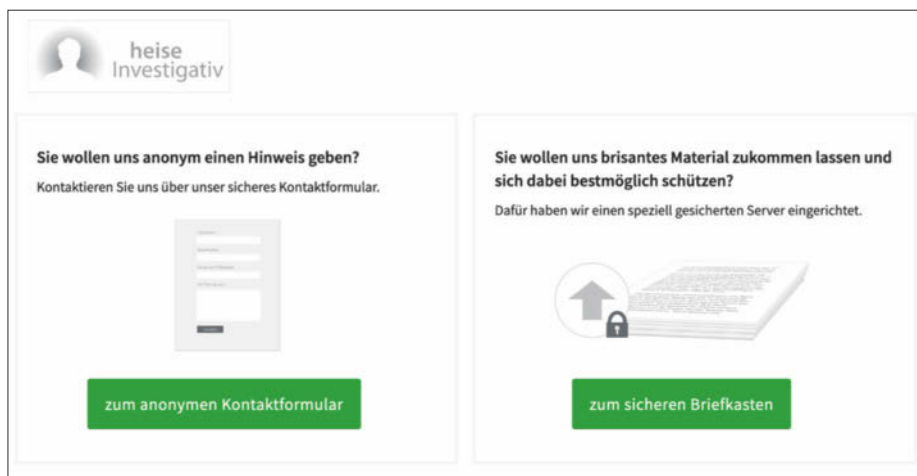 heise
Investigativ
Sie wollen uns anonym einen Hinweis geben?
Kontaktieren Sie uns über unser sicheres Kontaktformular.
zum anonymen Kontaktformular
Sie wollen uns brisantes Material zukommen lassen und
sich dabei bestmöglich schützen?
Dafür haben wir einen speziell gesicherten Server eingerichtet.
zum sicheren Briefkasten